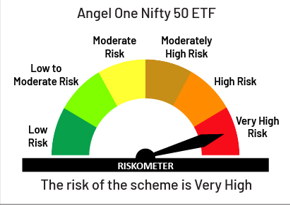 Angel One Nifty 50 ETF
Moderate
Risk
Moderately
High Risk
Low to
Moderate Risk
High Risk
Low
Risk
Very High
Risk
RISKOMETER
The risk of the scheme is Very High